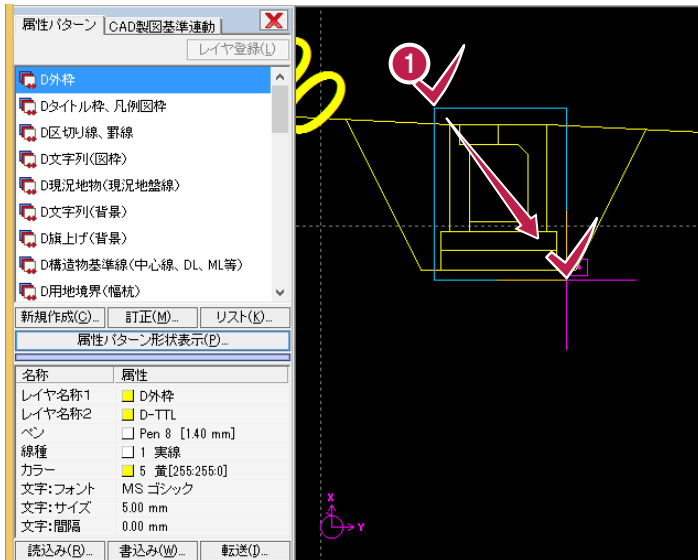 属性パターン CAD製図基準連動
レイヤ登録(L)
D外枠
Dタイトル枠、凡例図枠
D区切り線、罫線
D文字列(図枠)
D現況地物(現況地盤線)
D文字列(背景)
D旗上げ(背景)
D構造物基準線(中心線、DL、ML等)
D用地境界(幅杭)
新規作成(C)... 訂正(M)... リスト(K)...
属性パターン形状表示(P)...
名称 属性
レイヤ名称1 D外枠
レイヤ名称2 D-TTL
ペン Pen 8 [1.40 mm]
線種 1 実線
カラー 5 黄[255:255:0]
文字:フォント MS ゴシック
文字:サイズ 5.00 mm
文字:間隔 0.00 mm
読込み(R)... 書込み(W)... 転送(I)...
1
X
Y